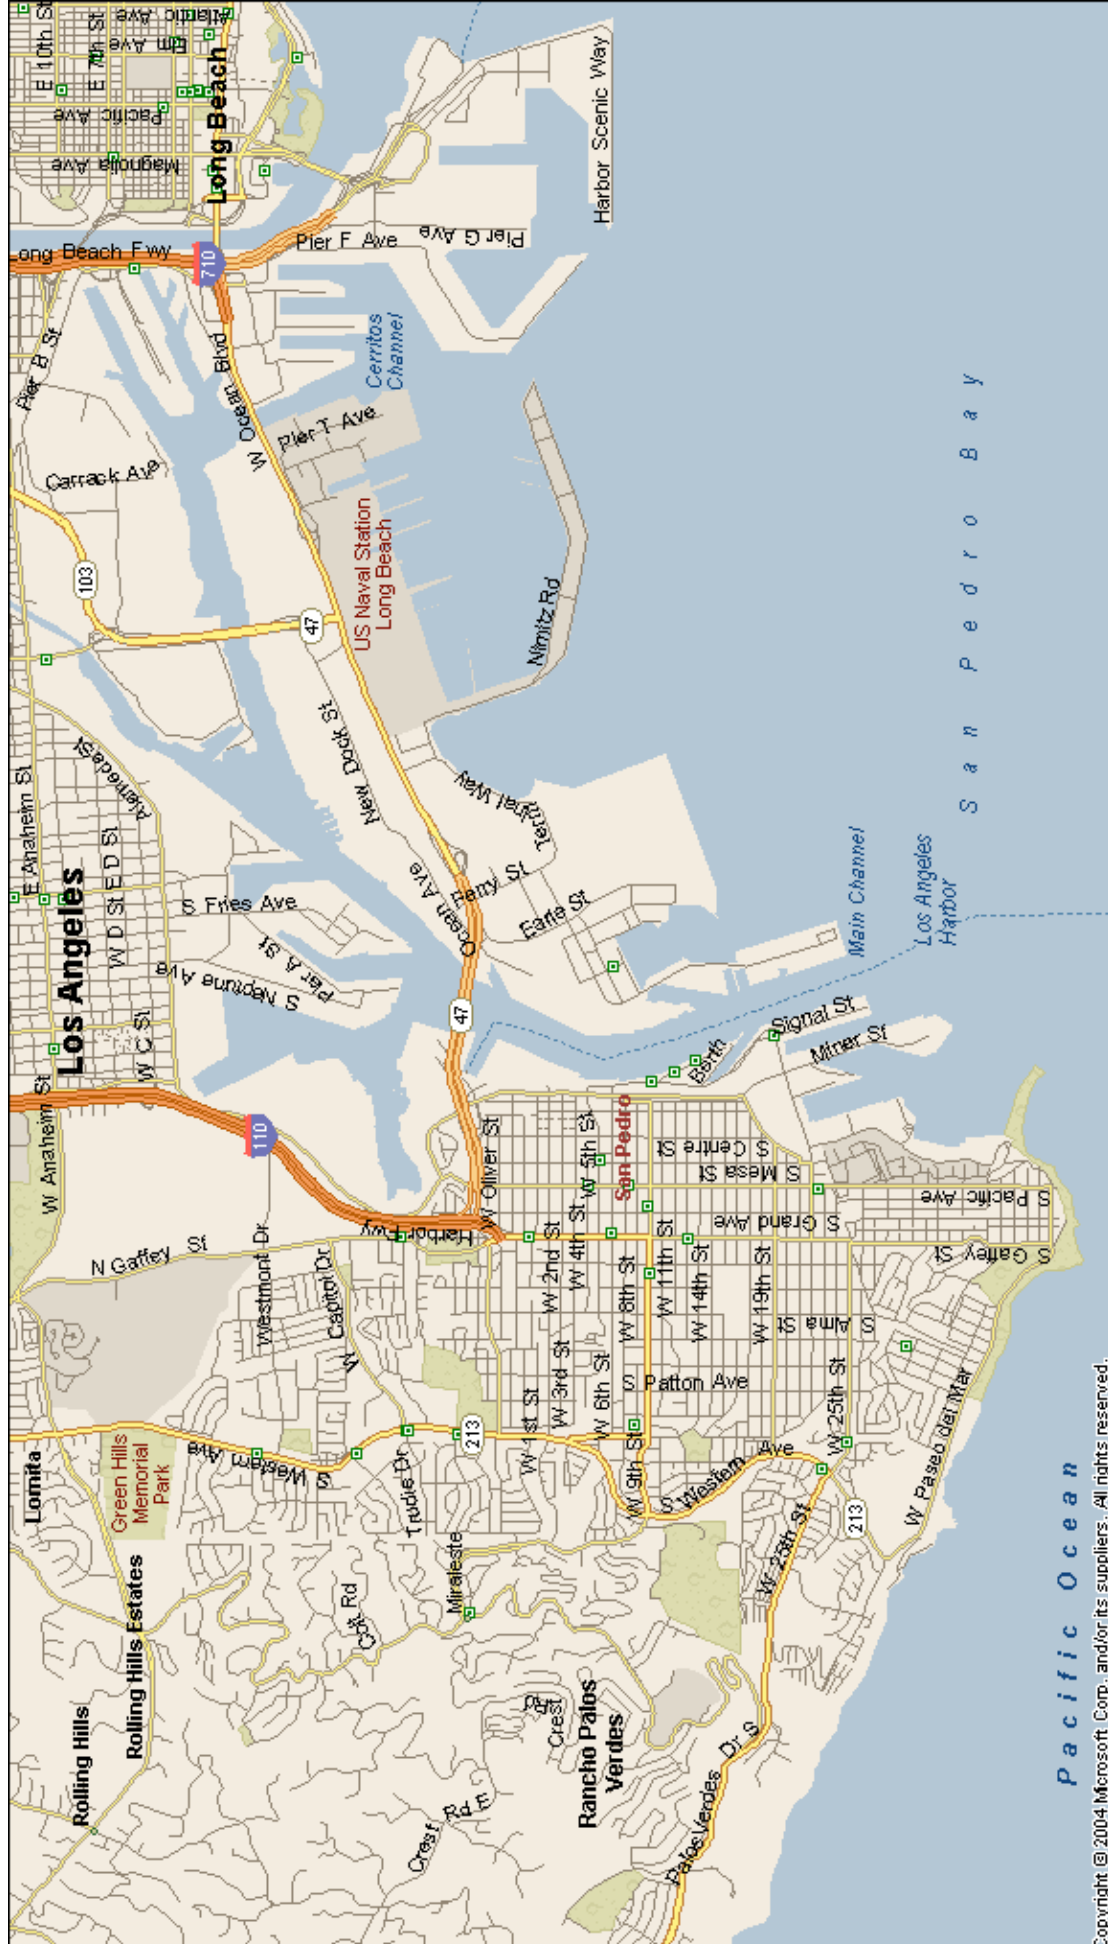 Rolling Hills
Rolling Hills Estates
Lomita
Green Hills
Memorial
Park
S Western Ave
N Gaffey St
W Anaheim St
Westmont Dr
W Capitol Dr
110
W C St
Los Angeles
W D St
E D St
E Anaheim St
Alameda St
S Fries Ave
S Neptune Ave
Pier A St
103
Carrack Ave
Pier B St
ong Beach Fwy
710
Magnolia Ave
Pacific Ave
E 10th St
E 7th St
Elm Ave
Atlantic Ave
Long Beach
Crest Rd E
Colt Rd
Miraleste
Trudie Dr
213
Harbor Fwy
W Oliver St
47
Ocean Ave
New Dock St
47
W Ocean Blvd
US Naval Station
Long Beach
Pier T Ave
Cerritos
Channel
Pier F Ave
Pier G Ave
Harbor Scenic Way
Crest Rd
Rancho Palos
Verdes
W 1st St
W 2nd St
W 3rd St
W 4th St
W 5th St
W 6th St
W 8th St
W 9th St
W 11th St
W 14th St
W 19th St
San Pedro
S Patton Ave
S Centre St
S Mesa St
S Grand Ave
S Alma St
Ferry St
Earle St
Terminal Way
Nimitz Rd
Berth
Signal St
Miner St
Main Channel
Los Angeles
Harbor
San Pedro Bay
S Western Ave
W 25th St
W 25th St
213
S Pacific Ave
S Gaffey St
W Paseo del Mar
Palos Verdes Dr S
Pacific Ocean
Copyright © 2004 Microsoft Corp. and/or its suppliers. All rights reserved.